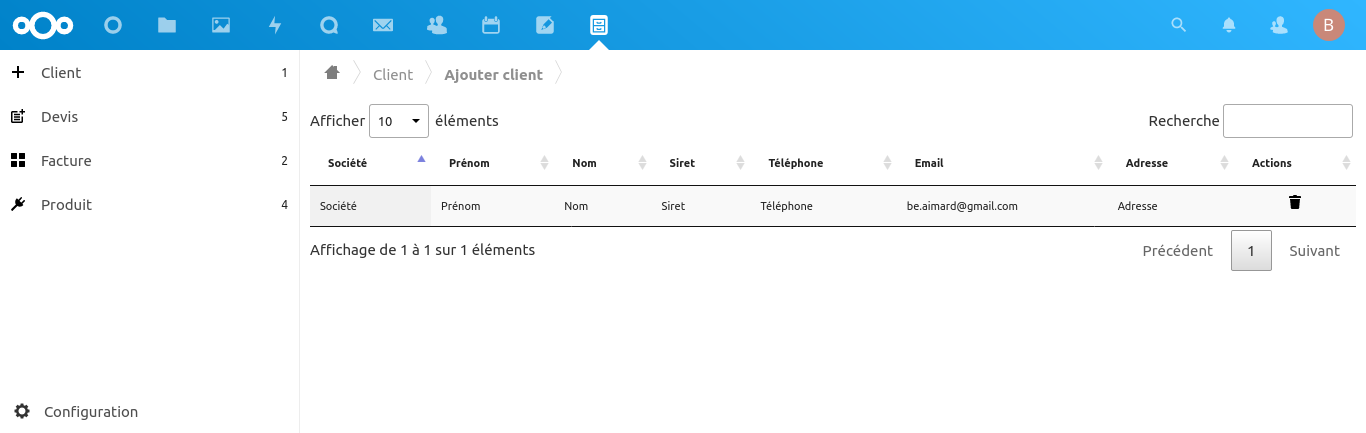 B
Client 1
Devis 5
Facture 2
Produit 4
Configuration
Client Ajouter client
Afficher 10 éléments Recherche
Société Prénom Nom Siret Téléphone Email Adresse Actions
Société Prénom Nom Siret Téléphone be.aimard@gmail.com Adresse
Affichage de 1 à 1 sur 1 éléments Précédent 1 Suivant